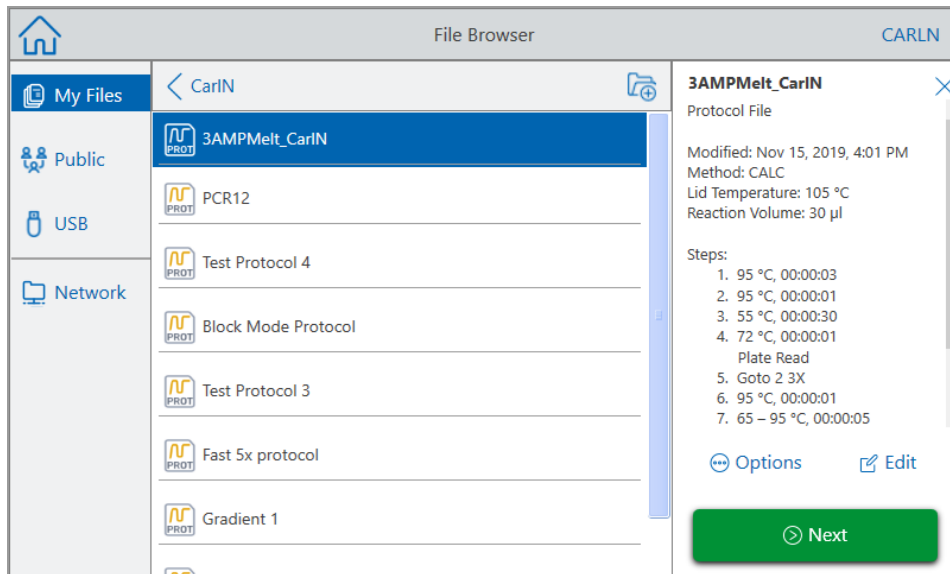 File Browser
CARLN
My Files
Public
USB
Network
CarIN
3AMPMelt_CarIN
PCR12
Test Protocol 4
Block Mode Protocol
Test Protocol 3
Fast 5x protocol
Gradient 1
PROT
PROT
PROT
PROT
PROT
PROT
PROT
3AMPMelt_CarIN
Protocol File
Modified: Nov 15, 2019, 4:01 PM
Method: CALC
Lid Temperature: 105 °C
Reaction Volume: 30 µl
Steps:
1. 95 °C, 00:00:03
2. 95 °C, 00:00:01
3. 55 °C, 00:00:30
4. 72 °C, 00:00:01
Plate Read
5. Goto 2 3X
6. 95 °C, 00:00:01
7. 65 – 95 °C, 00:00:05
Options
Edit
Next